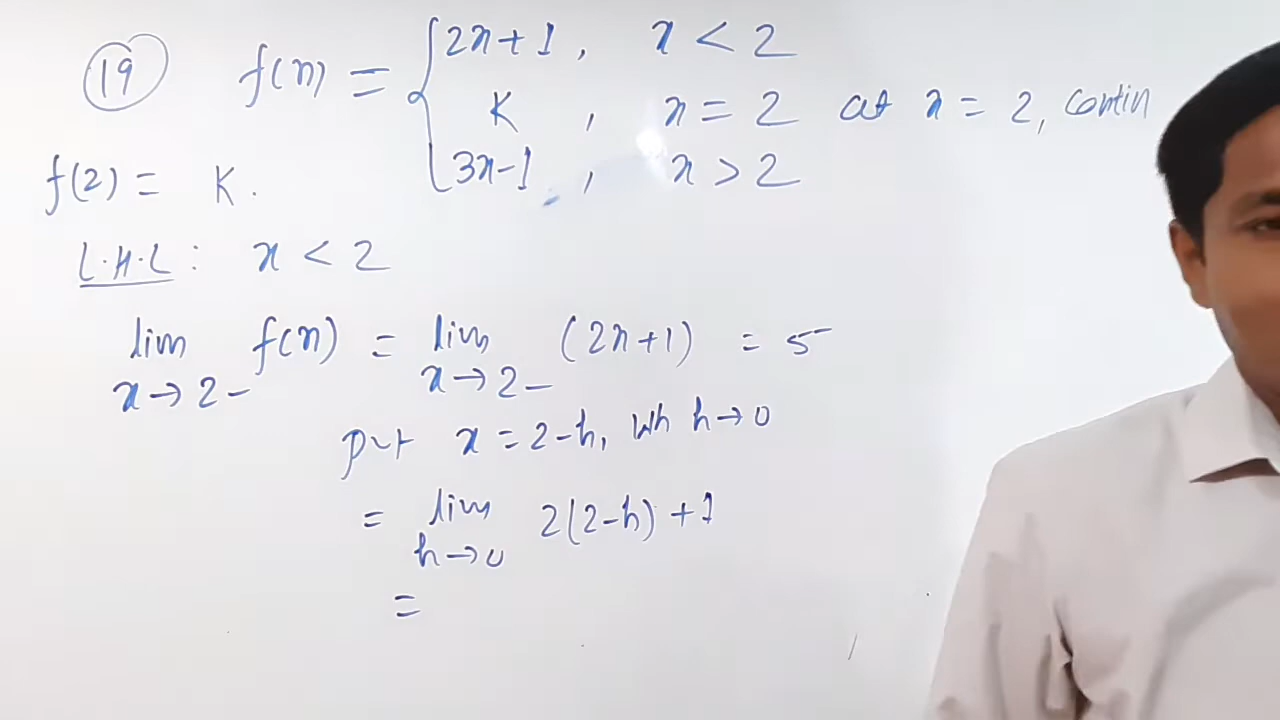 19 f(x) = { 2x+1 , x < 2
K , x = 2 at x = 2, contin
3x-1 , x > 2
f(2) = K.
L.H.L : x < 2
lim f(x) = lim (2x+1) = 5
x→2- x→2-
put x = 2-h, wh h→0
= lim 2(2-h) +1
h→0
=